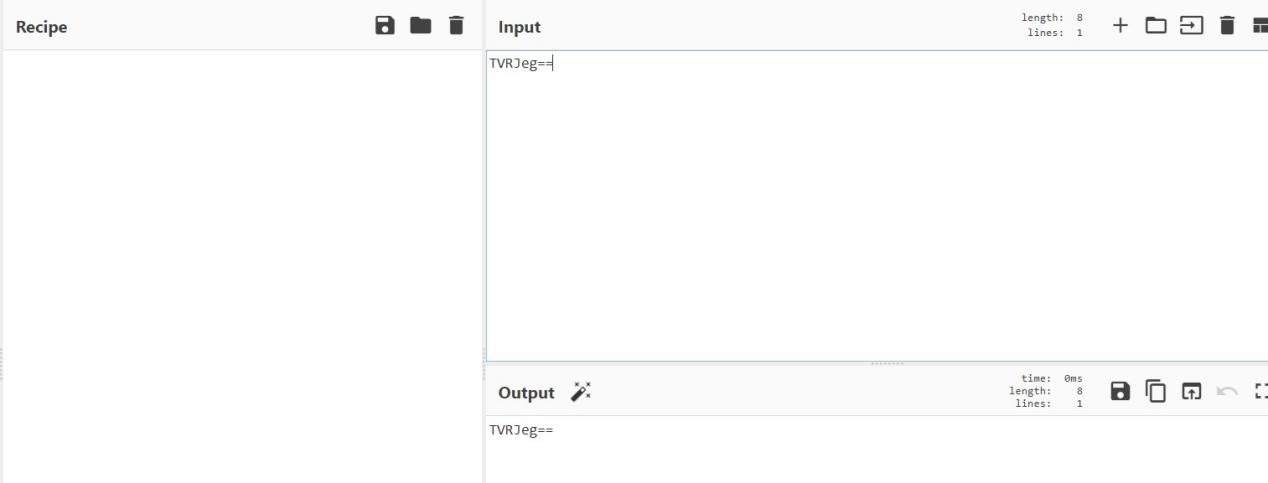 Recipe
Input
length: 8
lines: 1
TVRJeg==
Output
time: 0ms
length: 8
lines: 1
TVRJeg==